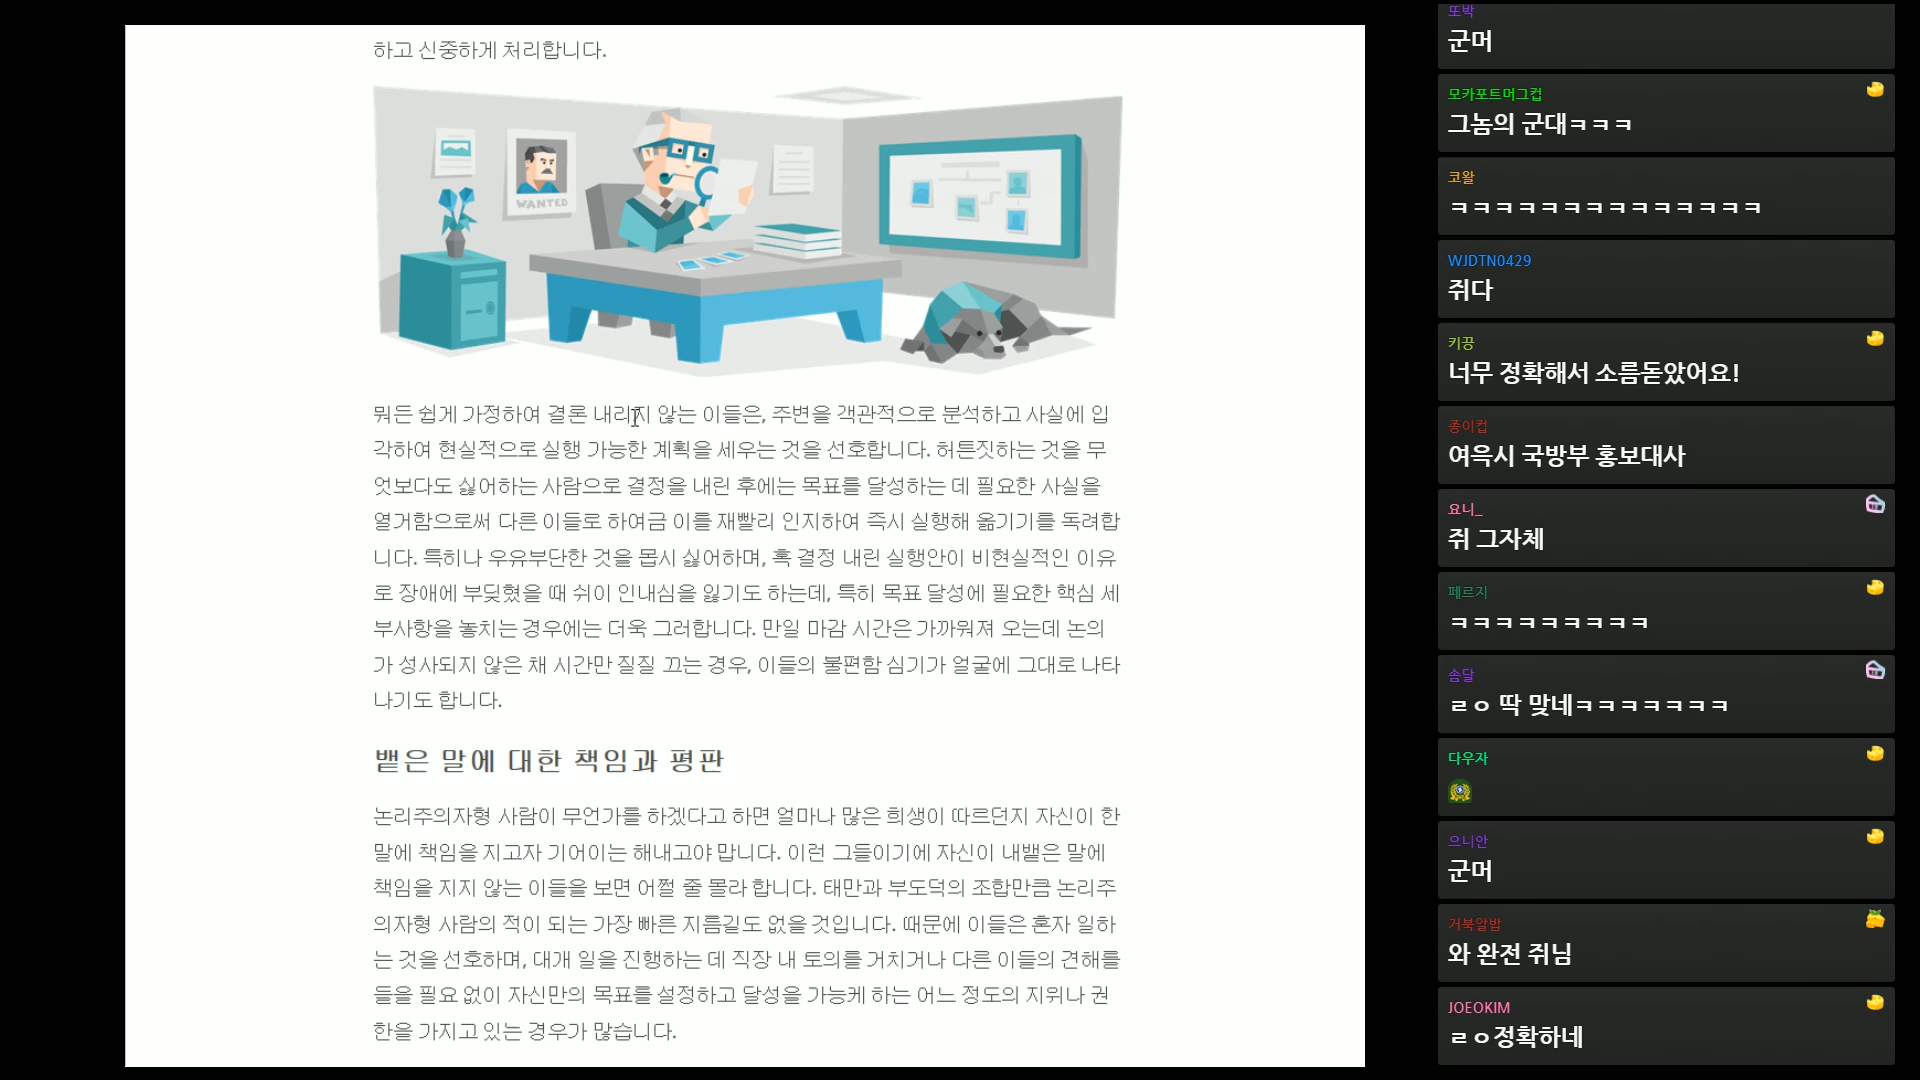 하고 신중하게 처리합니다.
WANTED
뭐든 쉽게 가정하여 결론 내리지 않는 이들은, 주변을 객관적으로 분석하고 사실에 입
각하여 현실적으로 실행 가능한 계획을 세우는 것을 선호합니다. 허튼짓하는 것을 무
엇보다도 싫어하는 사람으로 결정을 내린 후에는 목표를 달성하는 데 필요한 사실을
열거함으로써 다른 이들로 하여금 이를 재빨리 인지하여 즉시 실행해 옮기기를 독려합
니다. 특히나 우유부단한 것을 몹시 싫어하며, 혹 결정 내린 실행안이 비현실적인 이유
로 장애에 부딪혔을 때 쉬이 인내심을 잃기도 하는데, 특히 목표 달성에 필요한 핵심 세
부사항을 놓치는 경우에는 더욱 그러합니다. 만일 마감 시간은 가까워져 오는데 논의
가 성사되지 않은 채 시간만 질질 끄는 경우, 이들의 불편함 심기가 얼굴에 그대로 나타
나기도 합니다.
뱉은 말에 대한 책임과 평판
논리주의자형 사람이 무언가를 하겠다고 하면 얼마나 많은 희생이 따르던지 자신이 한
말에 책임을 지고자 기어이는 해내고야 맙니다. 이런 그들이기에 자신이 내뱉은 말에
책임을 지지 않는 이들을 보면 어쩔 줄 몰라 합니다. 태만과 부도덕의 조합만큼 논리주
의자형 사람의 적이 되는 가장 빠른 지름길도 없을 것입니다. 때문에 이들은 혼자 일하
는 것을 선호하며, 대개 일을 진행하는 데 직장 내 토의를 거치거나 다른 이들의 견해를
들을 필요 없이 자신만의 목표를 설정하고 달성을 가능케 하는 어느 정도의 지위나 권
한을 가지고 있는 경우가 많습니다.
또박
군머
모카포트머그컵
그놈의 군대ㅋㅋㅋ
코왈
ㅋㅋㅋㅋㅋㅋㅋㅋㅋㅋㅋㅋㅋㅋ
WJDTN0429
쥐다
키끙
너무 정확해서 소름돋았어요!
종이컵
여윽시 국방부 홍보대사
요니_
쥐 그자체
페르지
ㅋㅋㅋㅋㅋㅋㅋㅋㅋ
솜달
ㄹㅇ 딱 맞네ㅋㅋㅋㅋㅋㅋㅋ
다우자
으니안
군머
거북알밥
와 완전 쥐님
JOEOKIM
ㄹㅇ정확하네